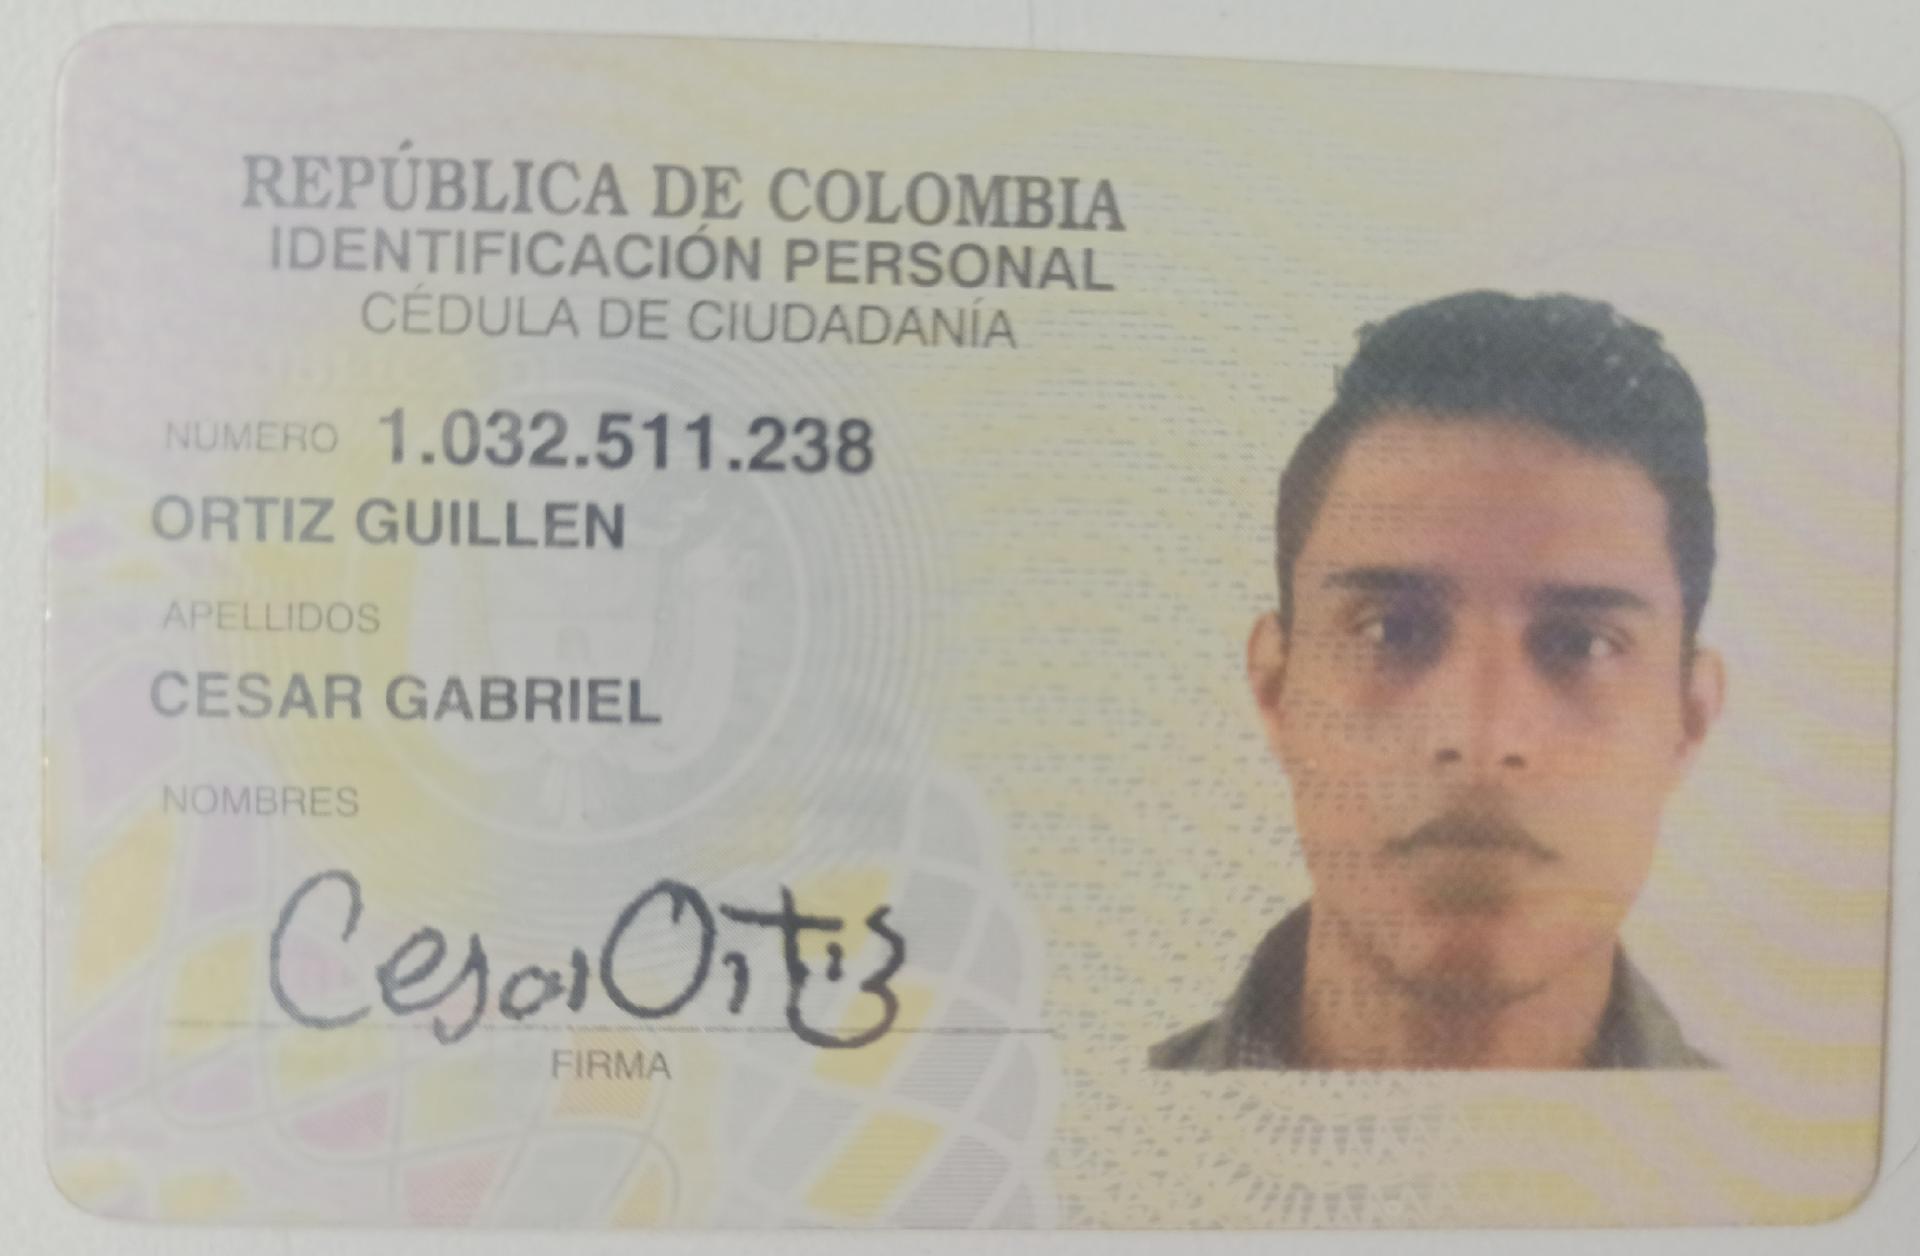 REPÚBLICA DE COLOMBIA
IDENTIFICACIÓN PERSONAL
CÉDULA DE CIUDADANÍA
NÚMERO 1.032.511.238
ORTIZ GUILLEN
APELLIDOS
CESAR GABRIEL
NOMBRES
Cesar Ortiz
FIRMA